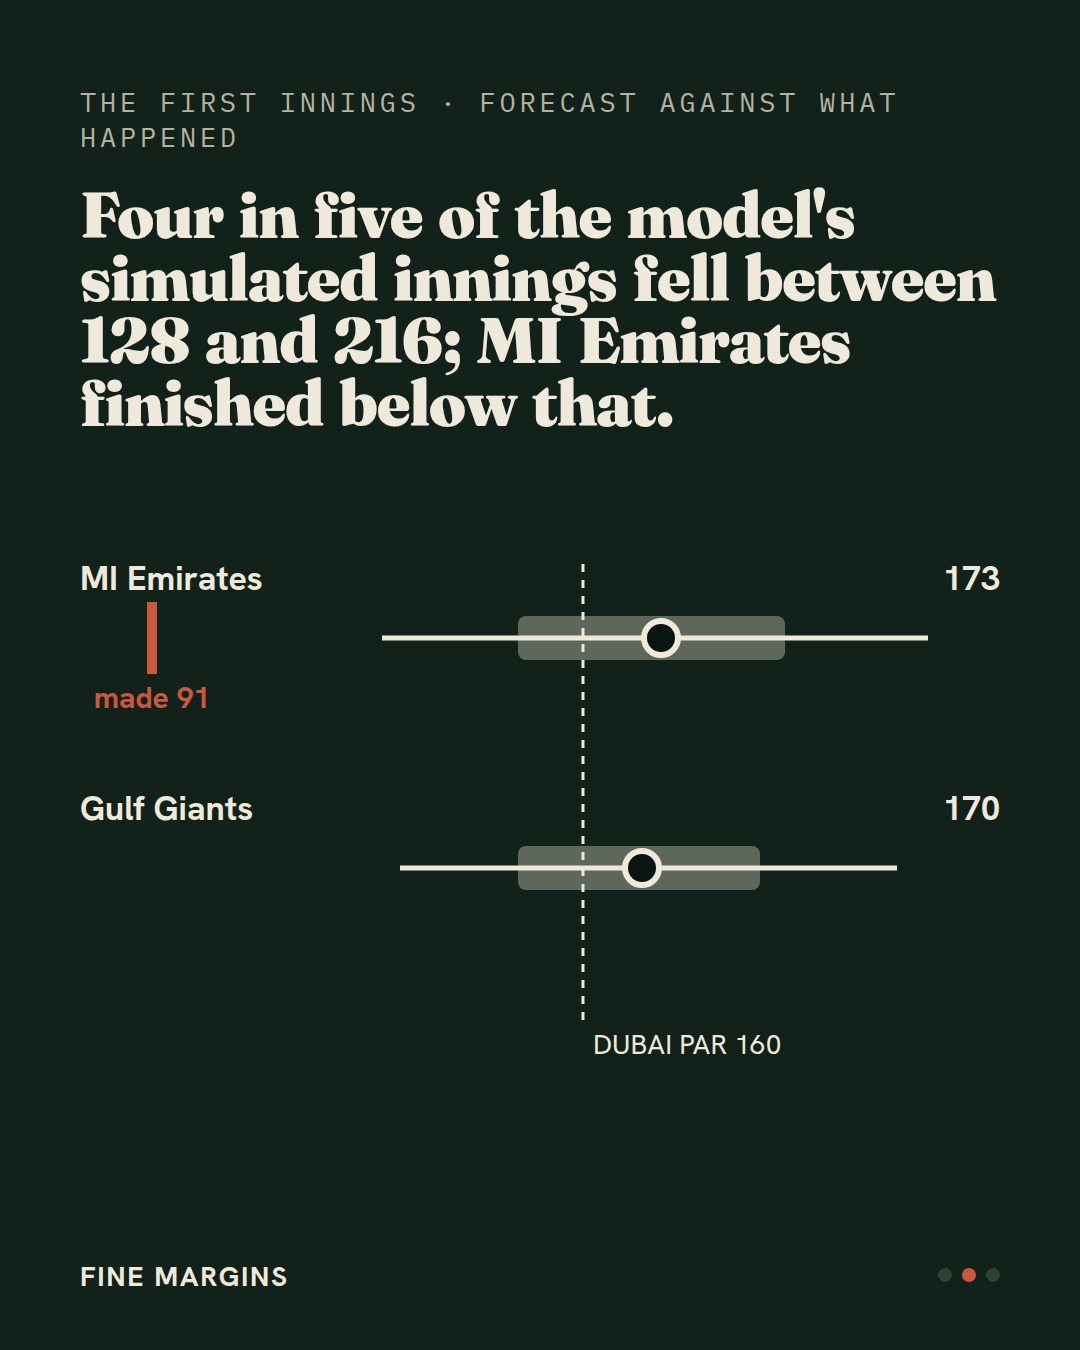 THE FIRST INNINGS · FORECAST AGAINST WHAT
HAPPENED
Four in five of the model's
simulated innings fell between
128 and 216; MI Emirates
finished below that.
MI Emirates
173
made 91
Gulf Giants
170
DUBAI PAR 160
FINE MARGINS